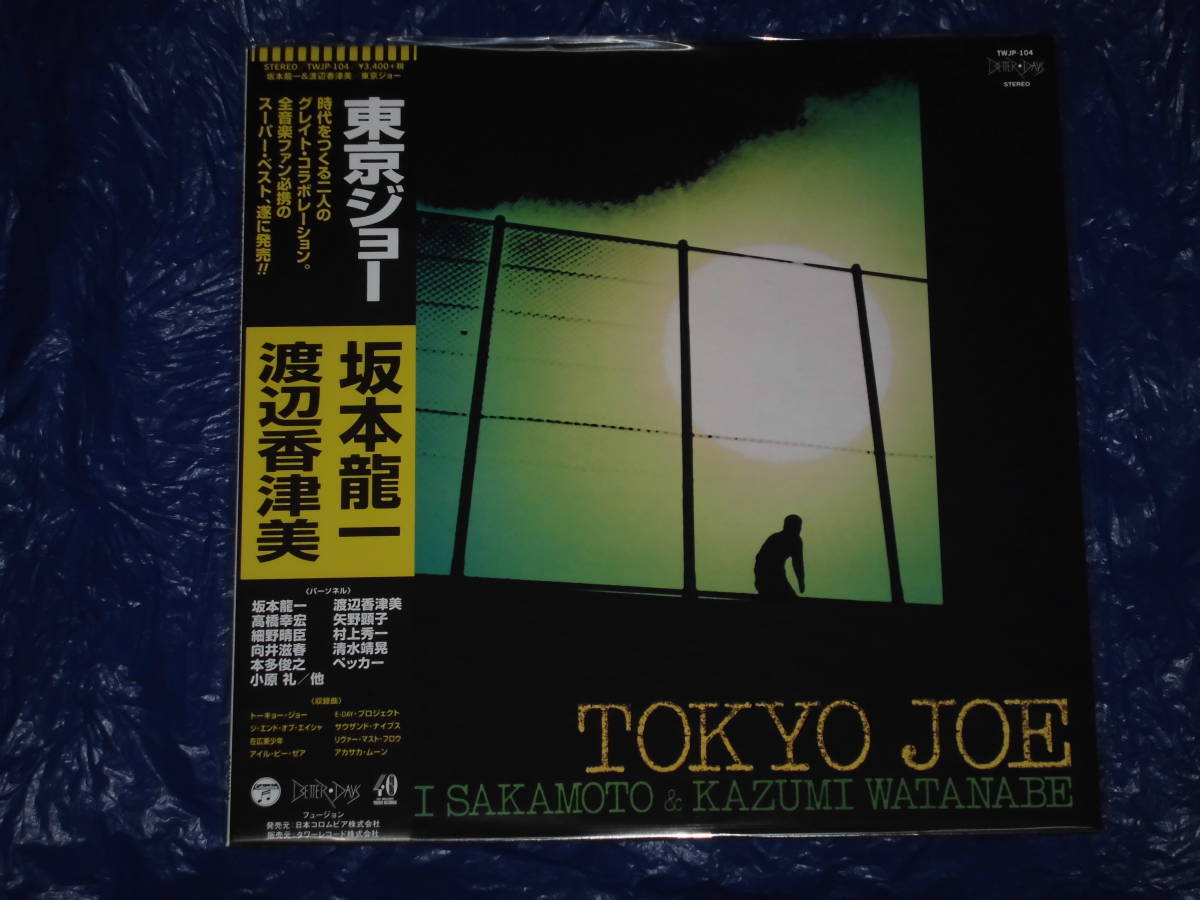 STEREO TWJP-104 ¥3,400+税
坂本龍一&渡辺香津美 東京ジョー
東京ジョー
時代をつくる二人の
グレイト・コラボレーション。
全音楽ファン必携の
スーパー・ベスト、遂に発売!!
坂本龍一
渡辺香津美
〈パーソネル〉
坂本龍一 渡辺香津美
高橋幸宏 矢野顕子
細野晴臣 村上秀一
向井滋春 清水靖晃
本多俊之 ペッカー
小原 礼/他
〈収録曲〉
トーキョー・ジョー E-DAY・プロジェクト
ジ・エンド・オブ・エイシャ サウザンド・ナイブス
在広東少年 リヴァー・マスト・フロウ
アイル・ビー・ゼア アカサカ・ムーン
Columbia
BETTER・DAYS
40
TOWER RECORDS
フュージョン
発売元:日本コロムビア株式会社
販売元:タワーレコード株式会社
TWJP-104
BETTER・DAYS
STEREO
TOKYO JOE
I SAKAMOTO & KAZUMI WATANABE